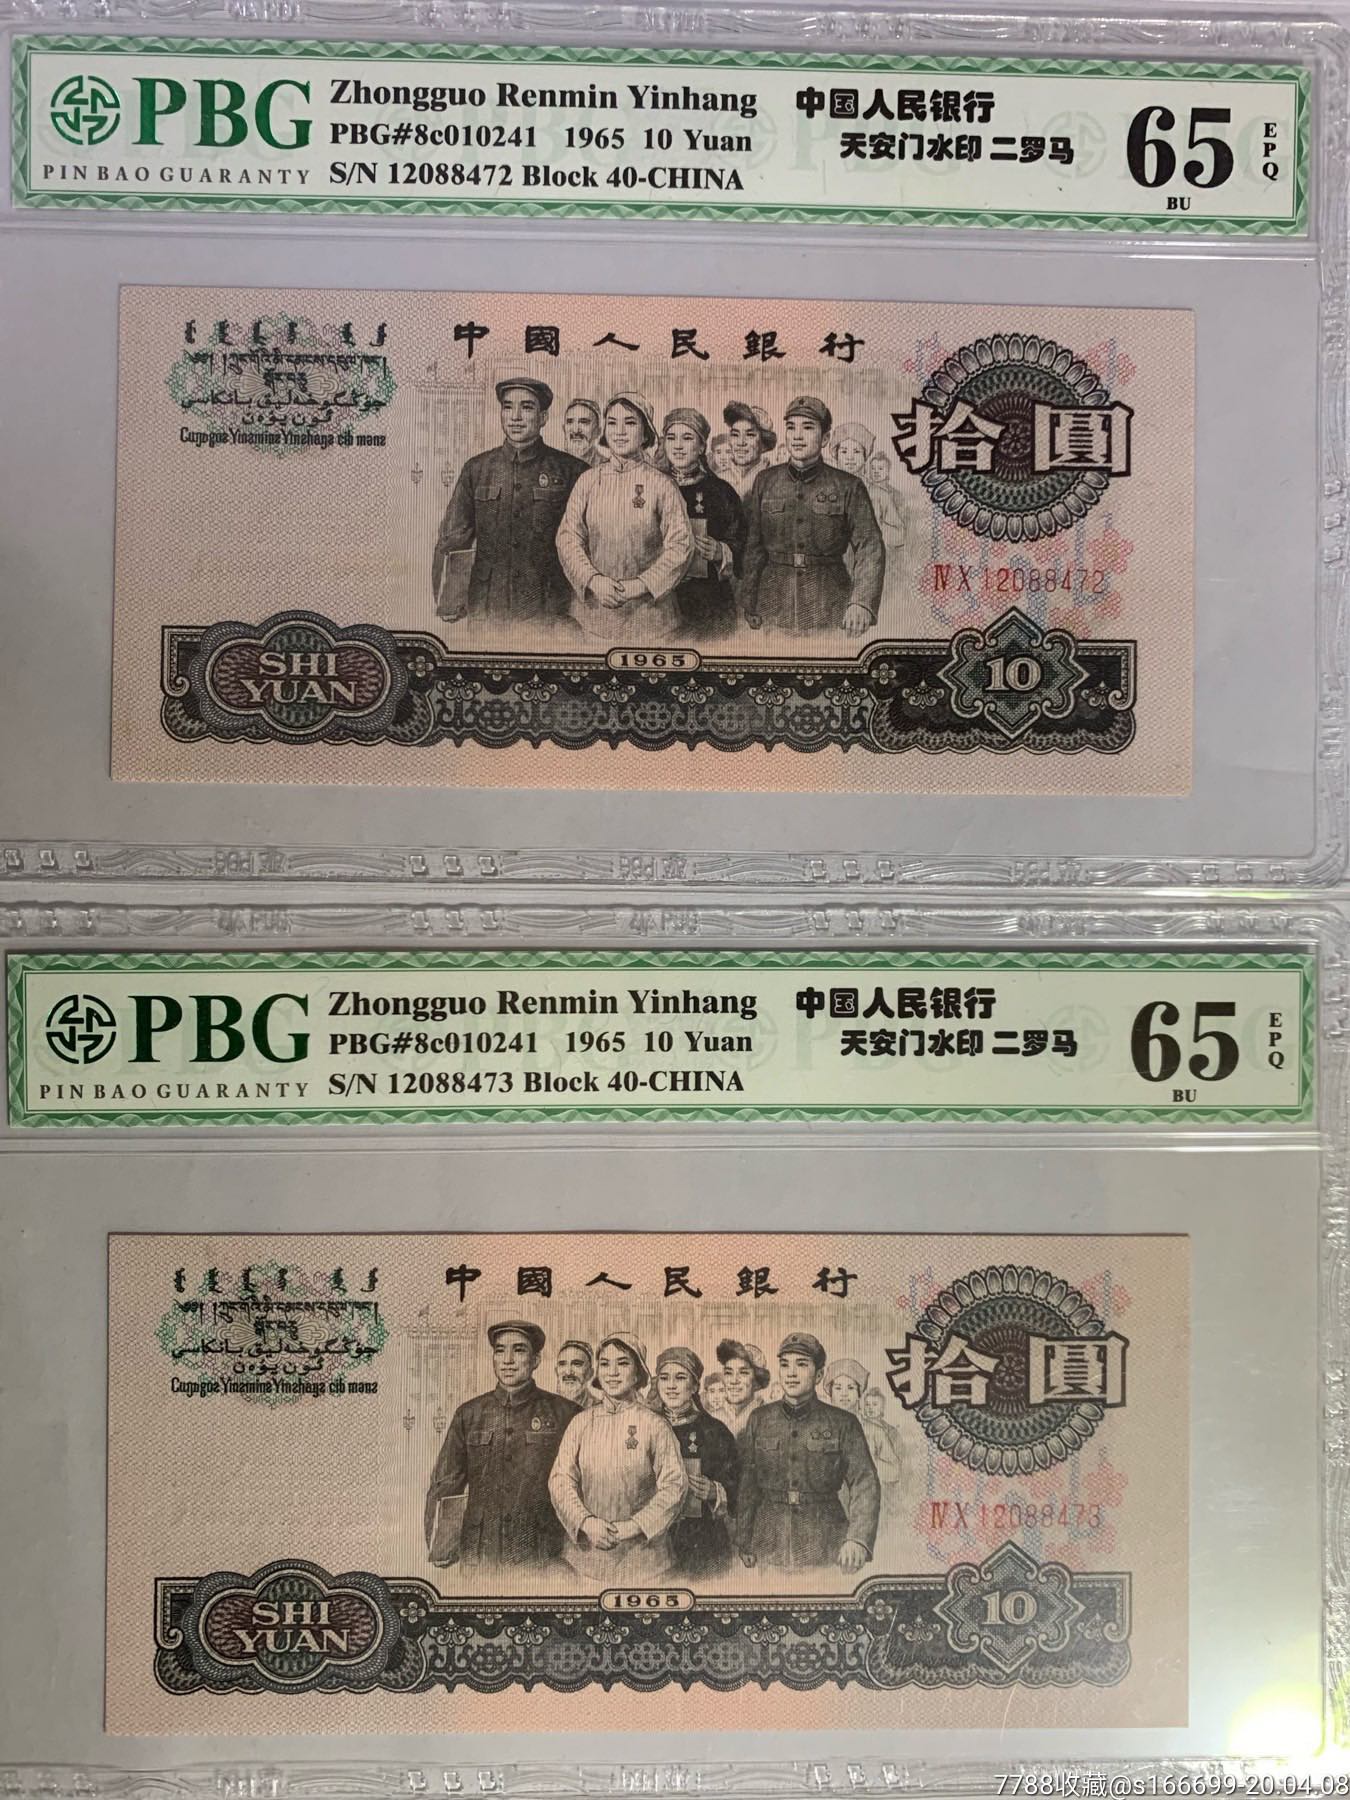 PBG
PIN BAO GUARANTY
Zhongguo Renmin Yinhang
PBG#8c010241 1965 10 Yuan
S/N 12088472 Block 40-CHINA
中国人民银行
天安门水印 二罗马
65
BU
EPQ
中國人民銀行
拾圓
ⅣX 12088472
1965
SHI
YUAN
10
PBG
PIN BAO GUARANTY
Zhongguo Renmin Yinhang
PBG#8c010241 1965 10 Yuan
S/N 12088473 Block 40-CHINA
中国人民银行
天安门水印 二罗马
65
BU
EPQ
中國人民銀行
拾圓
ⅣX 12088473
1965
SHI
YUAN
10
7788收藏@s166699-20.04.08